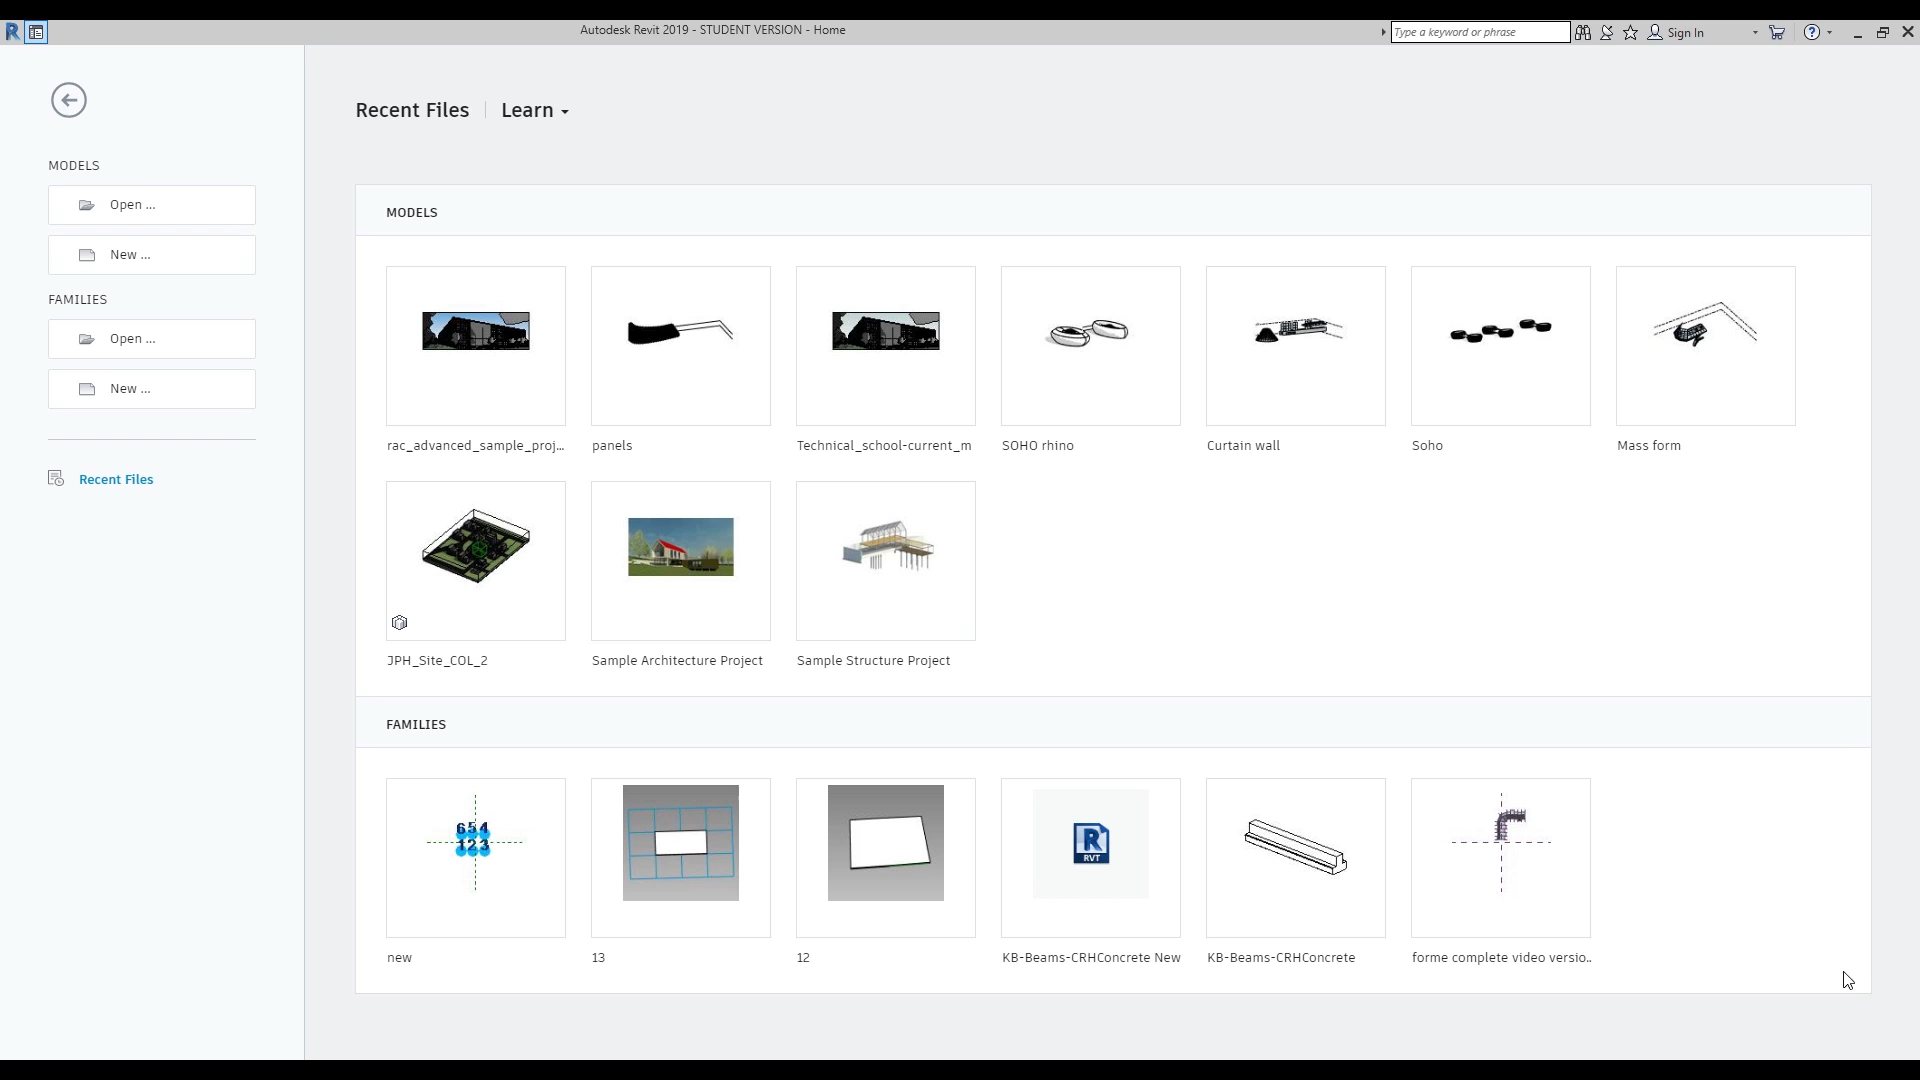 Autodesk Revit 2019 - STUDENT VERSION - Home
Type a keyword or phrase
Sign In
Recent Files
Learn
MODELS
Open ...
New ...
FAMILIES
Open ...
New ...
Recent Files
MODELS
rac_advanced_sample_proj...
panels
Technical_school-current_m
SOHO rhino
Curtain wall
Soho
Mass form
JPH_Site_COL_2
Sample Architecture Project
Sample Structure Project
FAMILIES
654
123
RVT
new
13
12
KB-Beams-CRHConcrete New
KB-Beams-CRHConcrete
forme complete video versio..